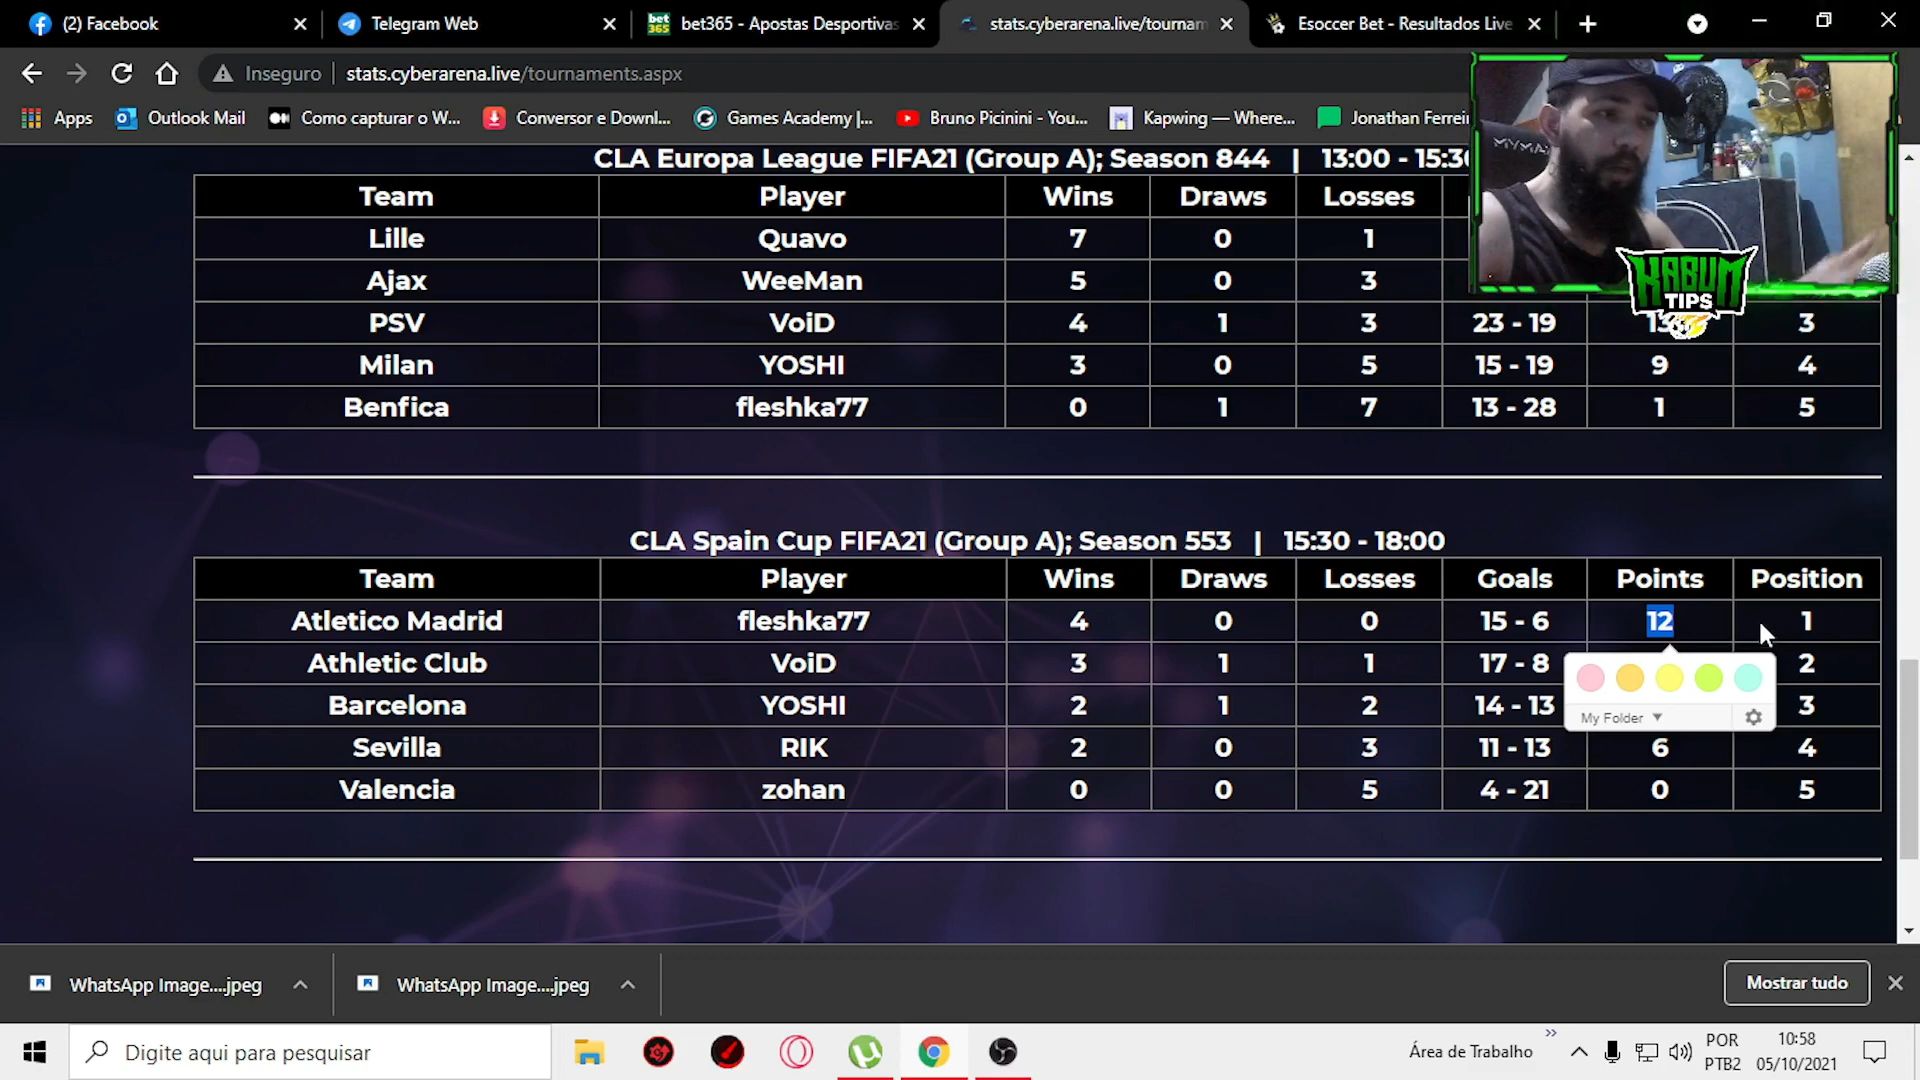 (2) Facebook
Telegram Web
bet365 - Apostas Desportivas
stats.cyberarena.live/tournam
Esoccer Bet - Resultados Live
Inseguro
stats.cyberarena.live/tournaments.aspx
Apps
Outlook Mail
Como capturar o W...
Conversor e Downl...
Games Academy |...
Bruno Picinini - You...
Kapwing — Where...
Jonathan Ferrei
CLA Europa League FIFA21 (Group A); Season 844 | 13:00 - 15:30
Team Player Wins Draws Losses
Lille Quavo 7 0 1
Ajax WeeMan 5 0 3
PSV VoiD 4 1 3 23 - 19 13 3
Milan YOSHI 3 0 5 15 - 19 9 4
Benfica fleshka77 0 1 7 13 - 28 1 5
KABUM
TIPS
CLA Spain Cup FIFA21 (Group A); Season 553 | 15:30 - 18:00
Team Player Wins Draws Losses Goals Points Position
Atletico Madrid fleshka77 4 0 0 15 - 6 12 1
Athletic Club VoiD 3 1 1 17 - 8 2
Barcelona YOSHI 2 1 2 14 - 13 3
Sevilla RIK 2 0 3 11 - 13 6 4
Valencia zohan 0 0 5 4 - 21 0 5
My Folder
WhatsApp Image....jpeg
WhatsApp Image....jpeg
Mostrar tudo
Digite aqui para pesquisar
Área de Trabalho
POR
PTB2
10:58
05/10/2021